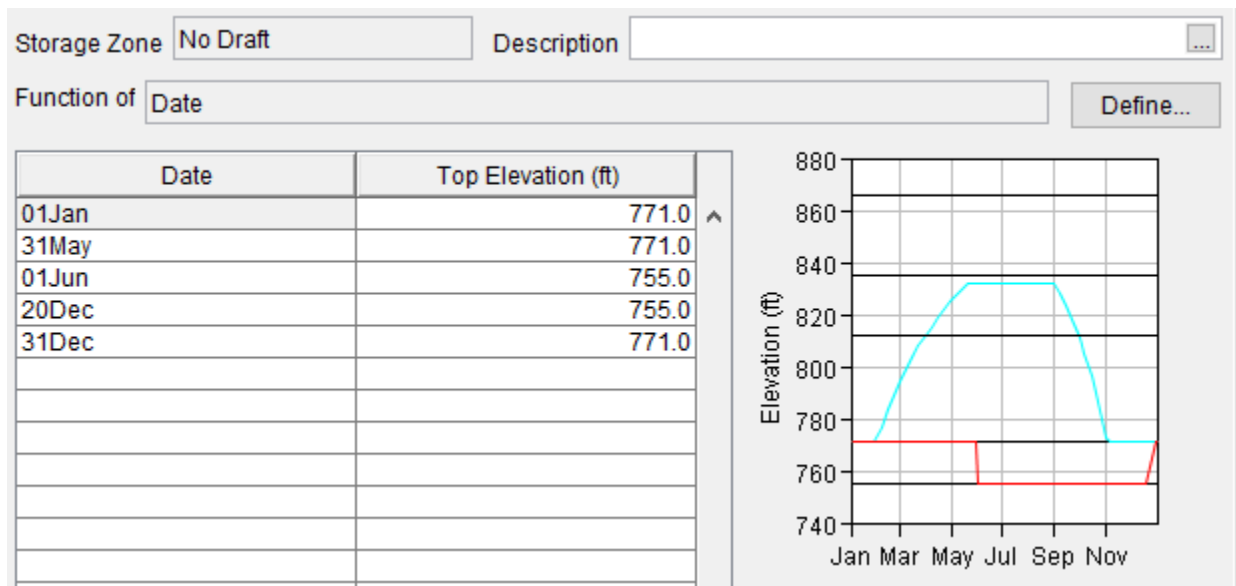 Storage Zone No Draft Description ...
Function of Date Define...
Date Top Elevation (ft)
01Jan 771.0
31May 771.0
01Jun 755.0
20Dec 755.0
31Dec 771.0
880
860
840
820
800
780
760
740
Elevation (ft)
Jan Mar May Jul Sep Nov